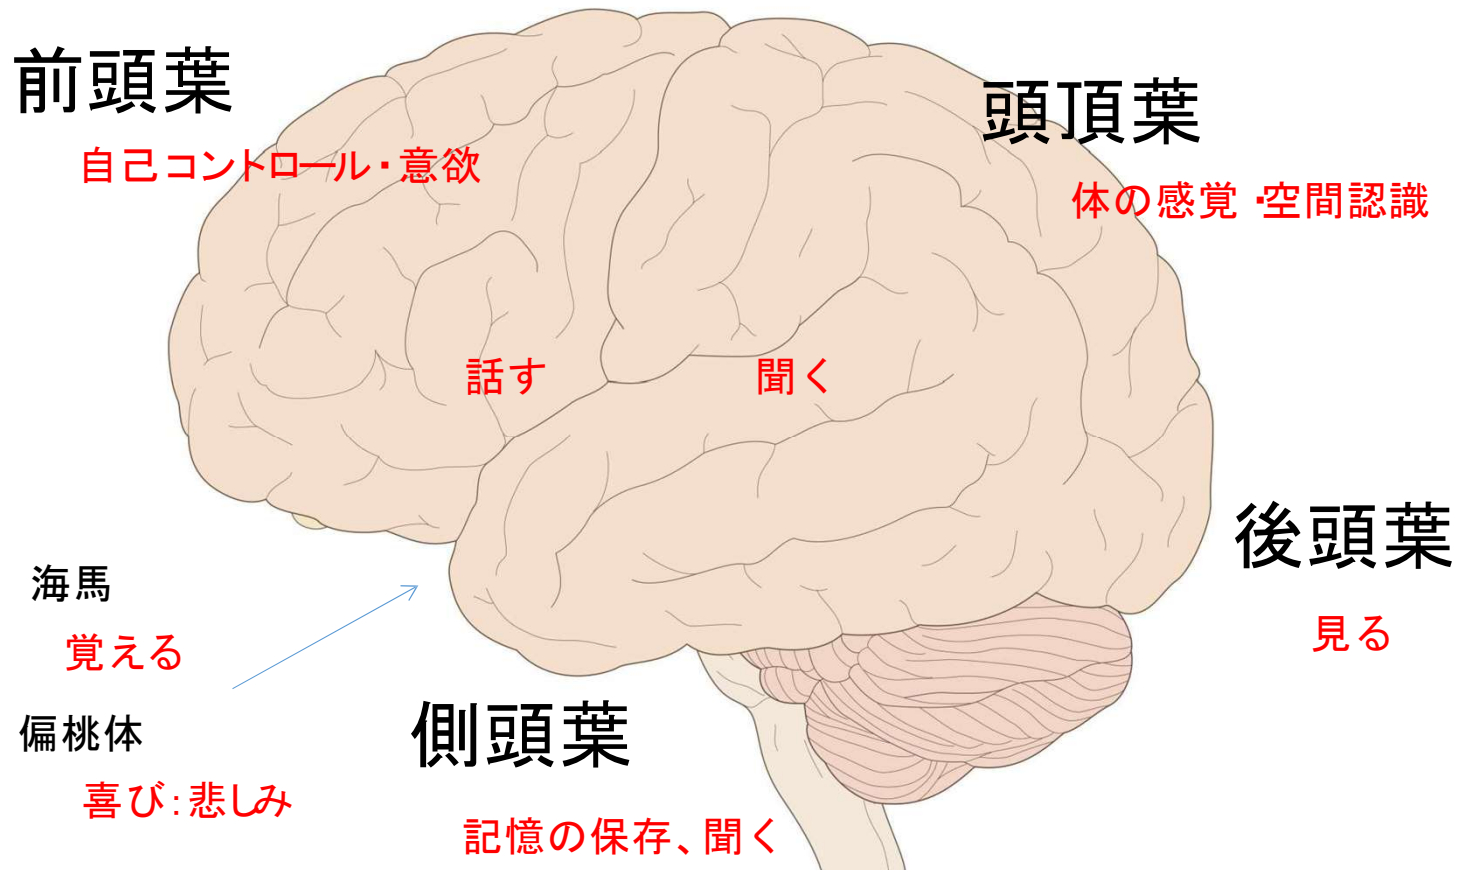 前頭葉
自己コントロール・意欲
頭頂葉
体の感覚・空間認識
話す
聞く
後頭葉
見る
海馬
覚える
偏桃体
喜び:悲しみ
側頭葉
記憶の保存、聞く